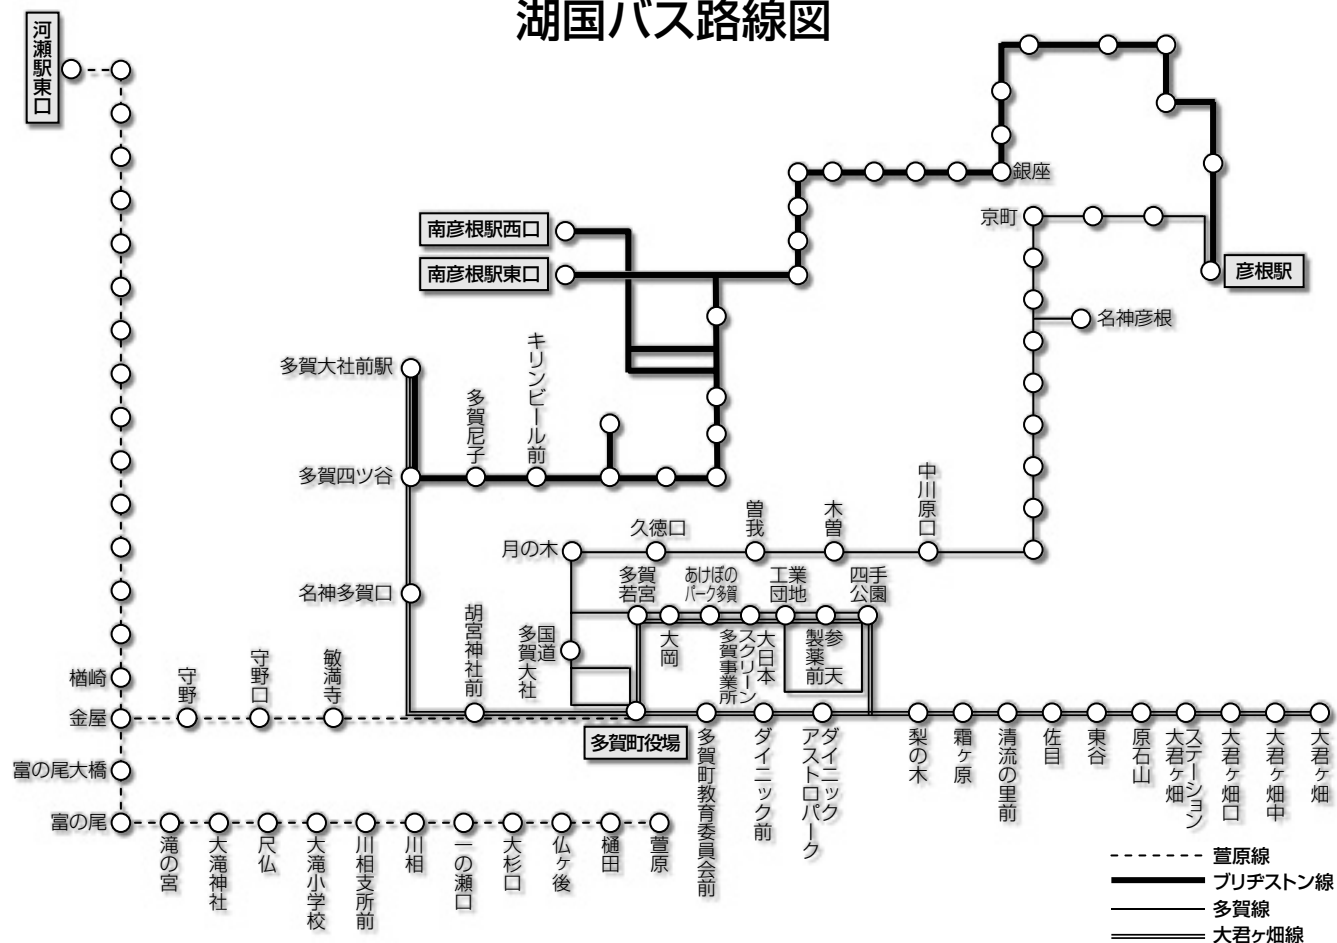 湖国バス路線図
河瀬駅東口
銀座
京町
南彦根駅西口
南彦根駅東口
彦根駅
名神彦根
多賀大社前駅
キリンビール前
多賀尼子
多賀四ツ谷
中川原口
木曽
曽我
久徳口
月の木
名神多賀口
多賀
若宮
あけぼの
パーク多賀
工業
団地
四手
公園
胡宮神社前
国道
多賀大社
大岡
大日本
スクリーン
多賀事業所
参天
製薬前
楢崎
守野
守野口
敏満寺
金屋
多賀町役場
富の尾大橋
富の尾
滝の宮
大滝神社
尺仏
大滝小学校
川相支所前
川相
一の瀬口
大杉口
仏ヶ後
樋田
萱原
多賀町教育委員会前
ダイニック前
ダイニック
アストロパーク
梨の木
霜ヶ原
清流の里前
佐目
東谷
原石山
大君ヶ畑
ステーション
大君ヶ畑口
大君ヶ畑中
大君ヶ畑
萱原線
ブリヂストン線
多賀線
大君ヶ畑線